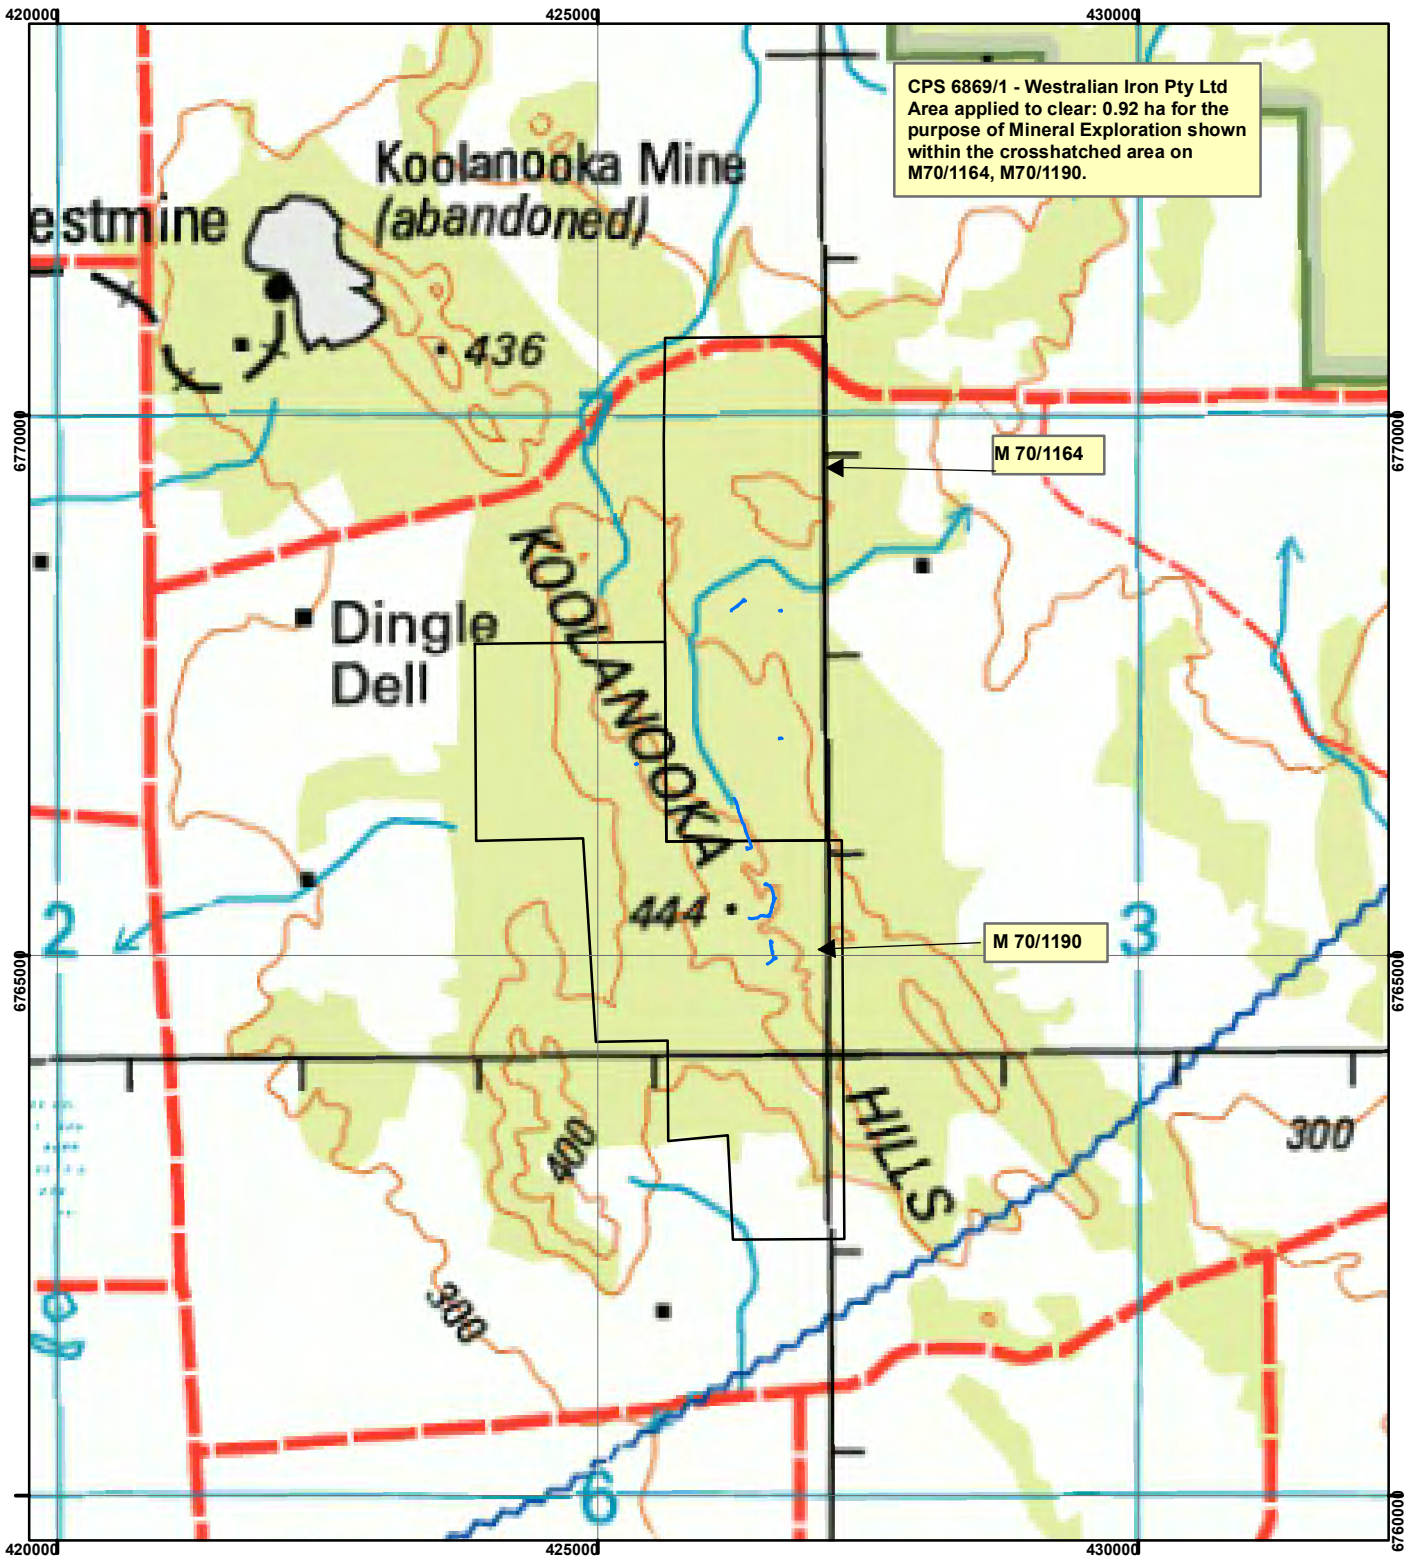 420000
425000
430000
CPS 6869/1 - Westralian Iron Pty Ltd
Area applied to clear: 0.92 ha for the
purpose of Mineral Exploration shown
within the crosshatched area on
M70/1164, M70/1190.
Koolanooka Mine
(abandoned)
estmine
436
6770000
6770000
M 70/1164
KOOLANOOKA
Dingle
Dell
444
2
3
M 70/1190
6765000
6765000
HILLS
400
300
300
6
6760000
420000
425000
430000